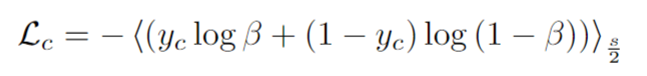 ℒ_c = − ⟨(y_c log β + (1 − y_c) log (1 − β))⟩_{s/2}